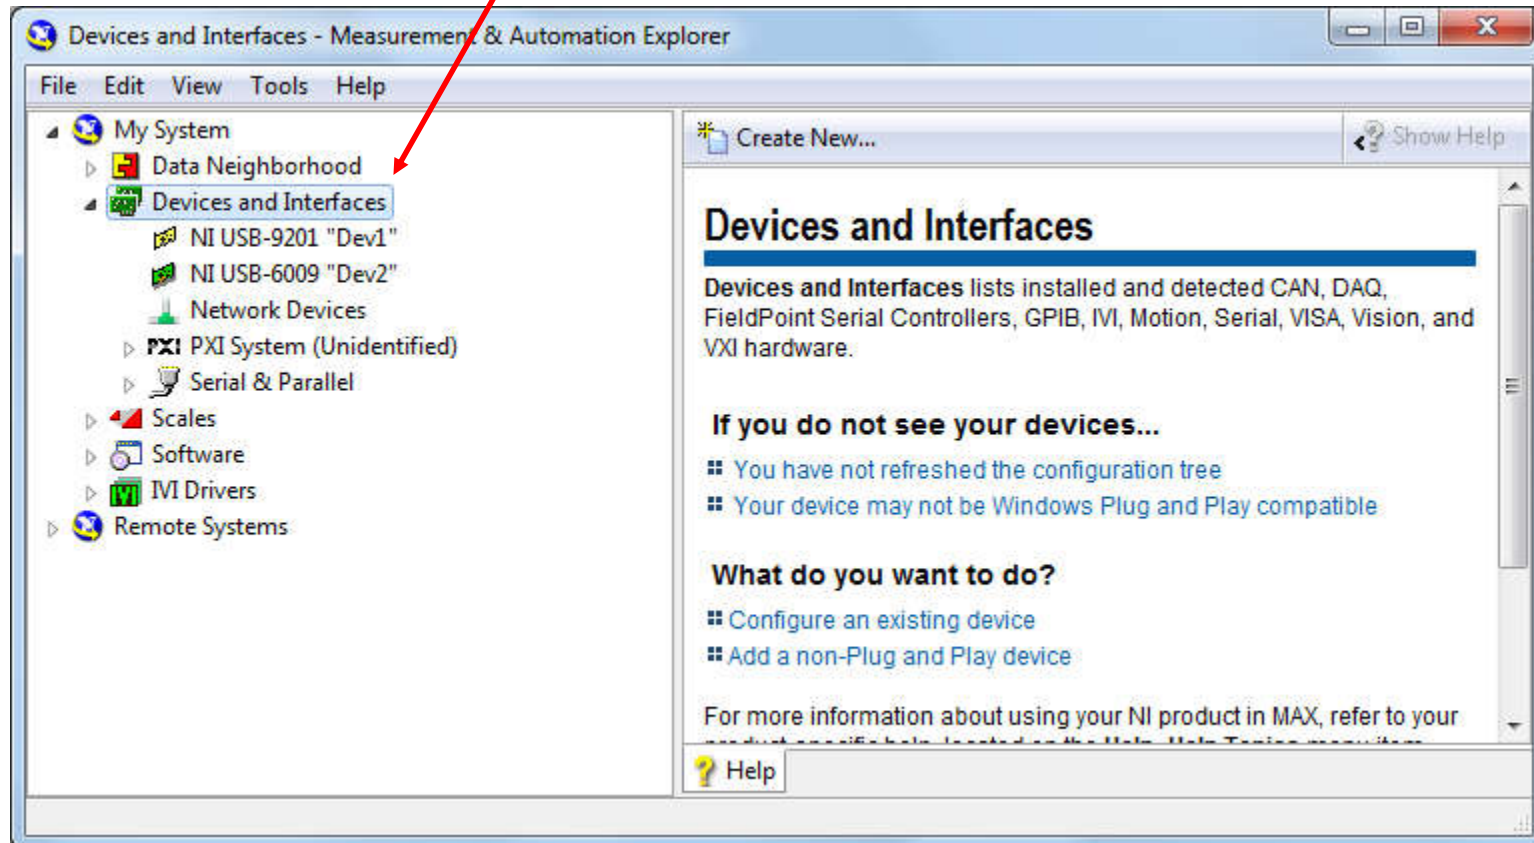 Devices and Interfaces - Measurement & Automation Explorer
File Edit View Tools Help
My System
Data Neighborhood
Devices and Interfaces
NI USB-9201 "Dev1"
NI USB-6009 "Dev2"
Network Devices
PXI PXI System (Unidentified)
Serial & Parallel
Scales
Software
IVI IVI Drivers
Remote Systems
Create New...
Show Help
Devices and Interfaces
Devices and Interfaces lists installed and detected CAN, DAQ,
FieldPoint Serial Controllers, GPIB, IVI, Motion, Serial, VISA, Vision, and
VXI hardware.
If you do not see your devices...
You have not refreshed the configuration tree
Your device may not be Windows Plug and Play compatible
What do you want to do?
Configure an existing device
Add a non-Plug and Play device
For more information about using your NI product in MAX, refer to your
Help